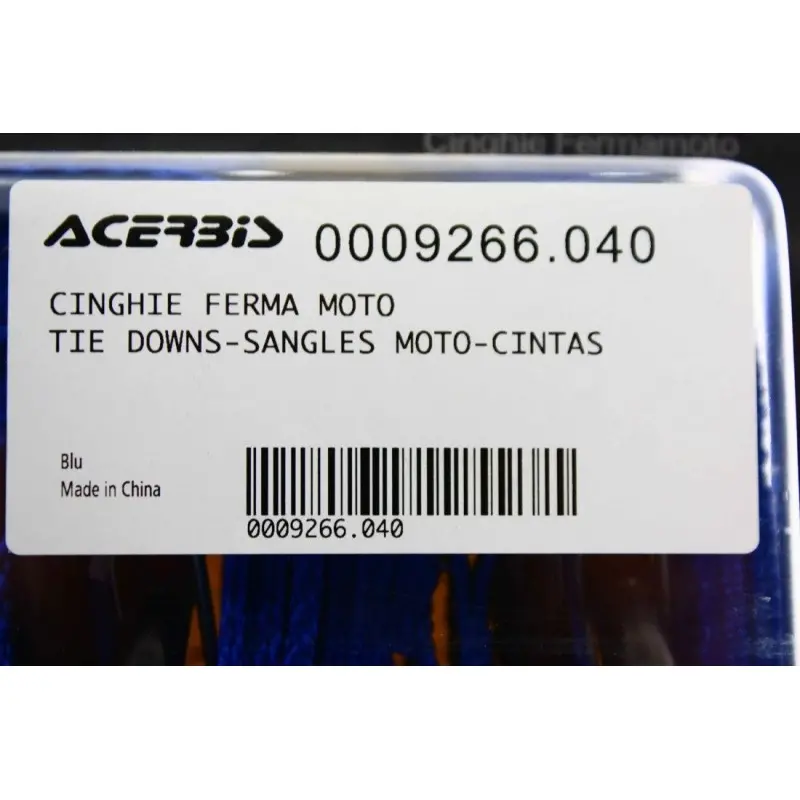 Cinghie Fermamoto
ACERBIS 0009266.040
CINGHIE FERMA MOTO
TIE DOWNS-SANGLES MOTO-CINTAS
Blu
Made in China
0009266.040